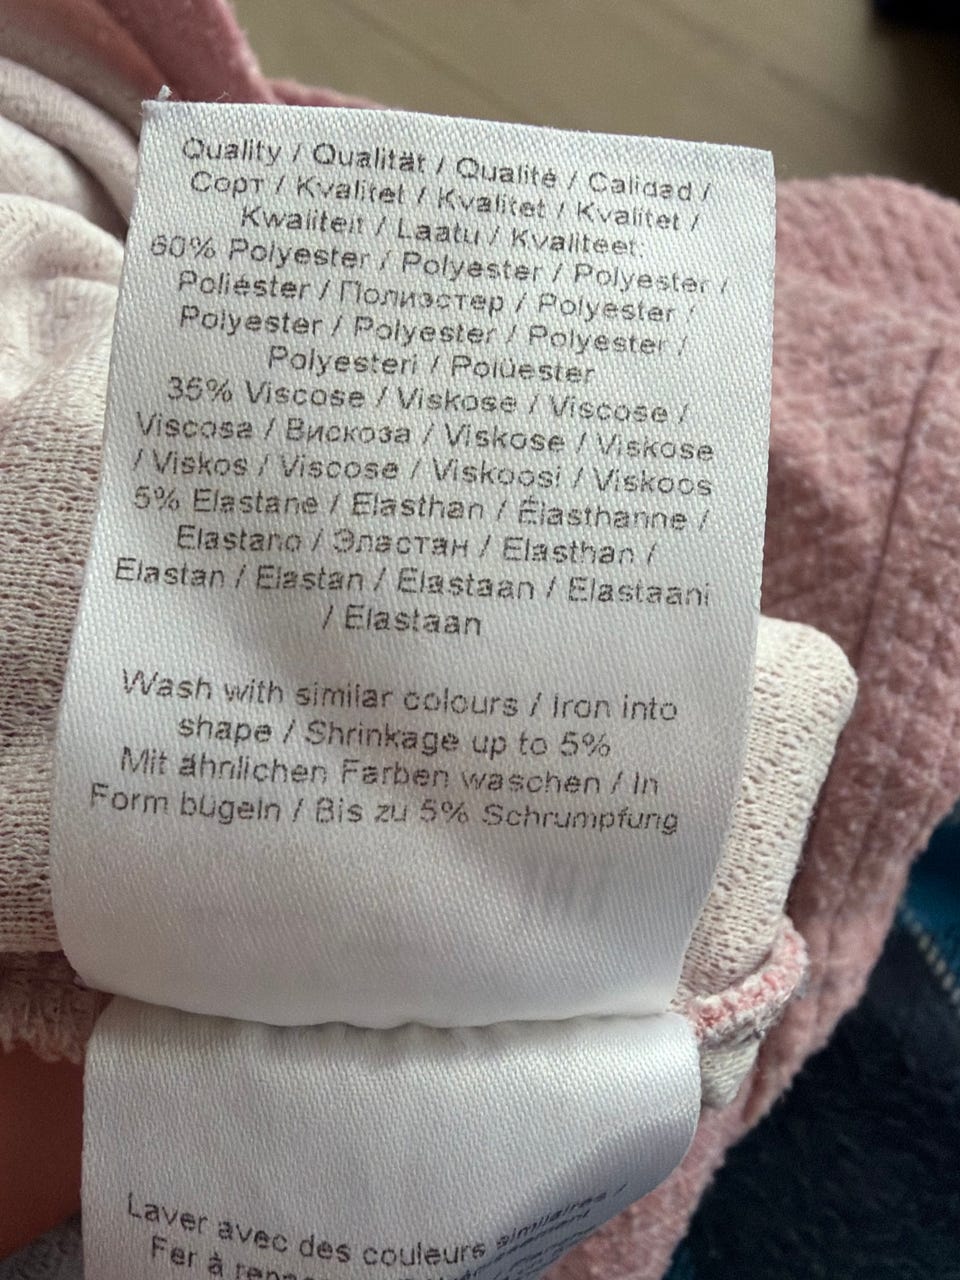 Quality / Qualität / Qualité / Calidad /
Сорт / Kvalitet / Kvalitet / Kvalitet /
Kwaliteit / Laatu / Kvaliteet:
60% Polyester / Polyester / Polyester /
Poliéster / Полиэстер / Polyester /
Polyester / Polyester / Polyester /
Polyesteri / Polüester
35% Viscose / Viskose / Viscose /
Viscosa / Вискоза / Viskose / Viskose
/ Viskos / Viscose / Viskoosi / Viskoos
5% Elastane / Elasthan / Élasthanne /
Elastano / Эластан / Elasthan /
Elastan / Elastan / Elastaan / Elastaani
/ Elastaan
Wash with similar colours / Iron into
shape / Shrinkage up to 5%
Mit ähnlichen Farben waschen / In
Form bügeln / Bis zu 5% Schrumpfung
Laver avec des couleurs similaires /
Fer à